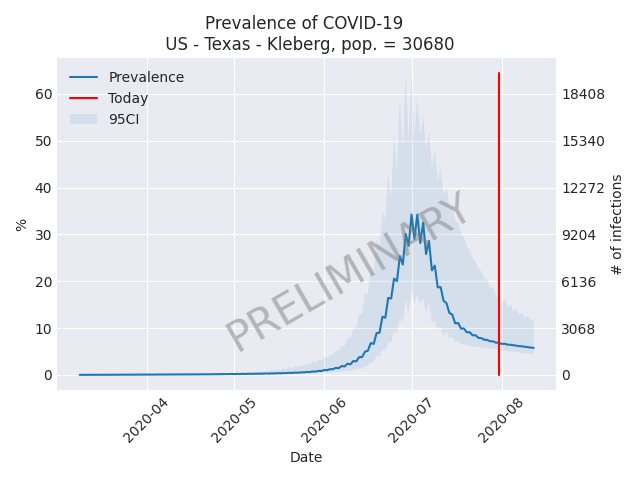 Prevalence of COVID-19
US - Texas - Kleberg, pop. = 30680
Prevalence
Today
95CI
60
50
40
30
20
10
0
%
18408
15340
12272
9204
6136
3068
0
# of infections
PRELIMINARY
2020-04
2020-05
2020-06
2020-07
2020-08
Date